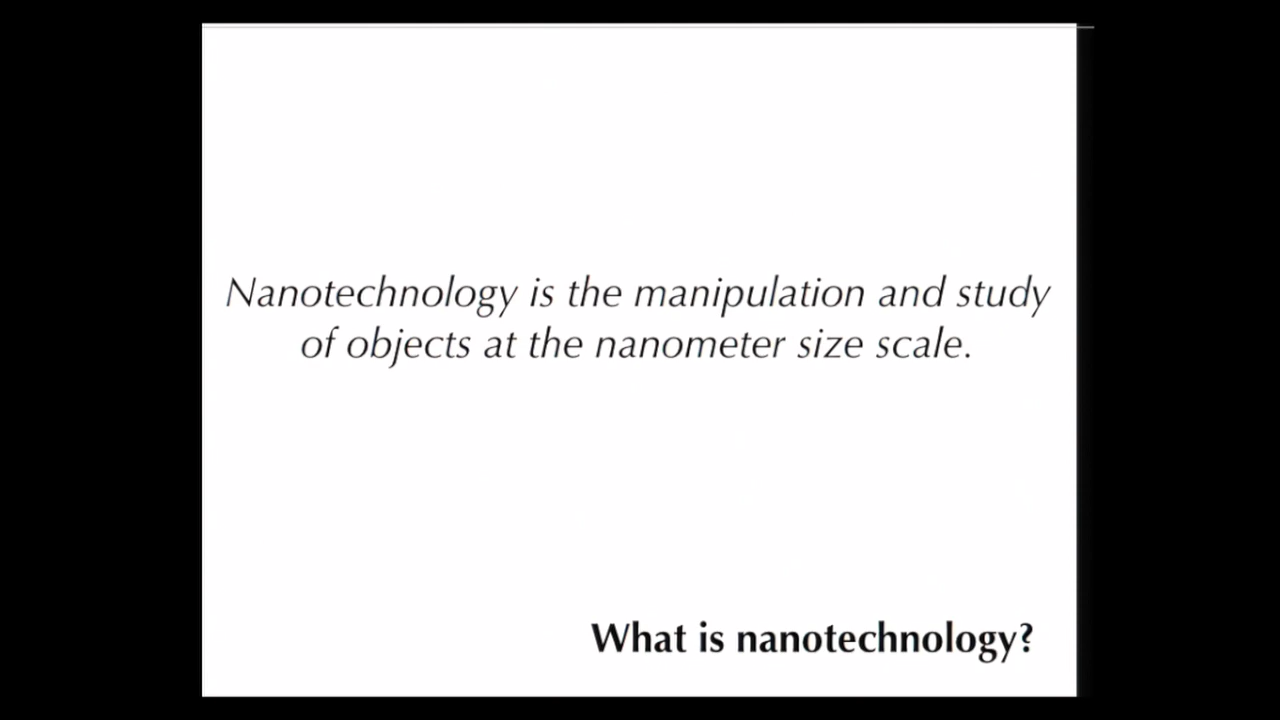 Nanotechnology is the manipulation and study
of objects at the nanometer size scale.
What is nanotechnology?